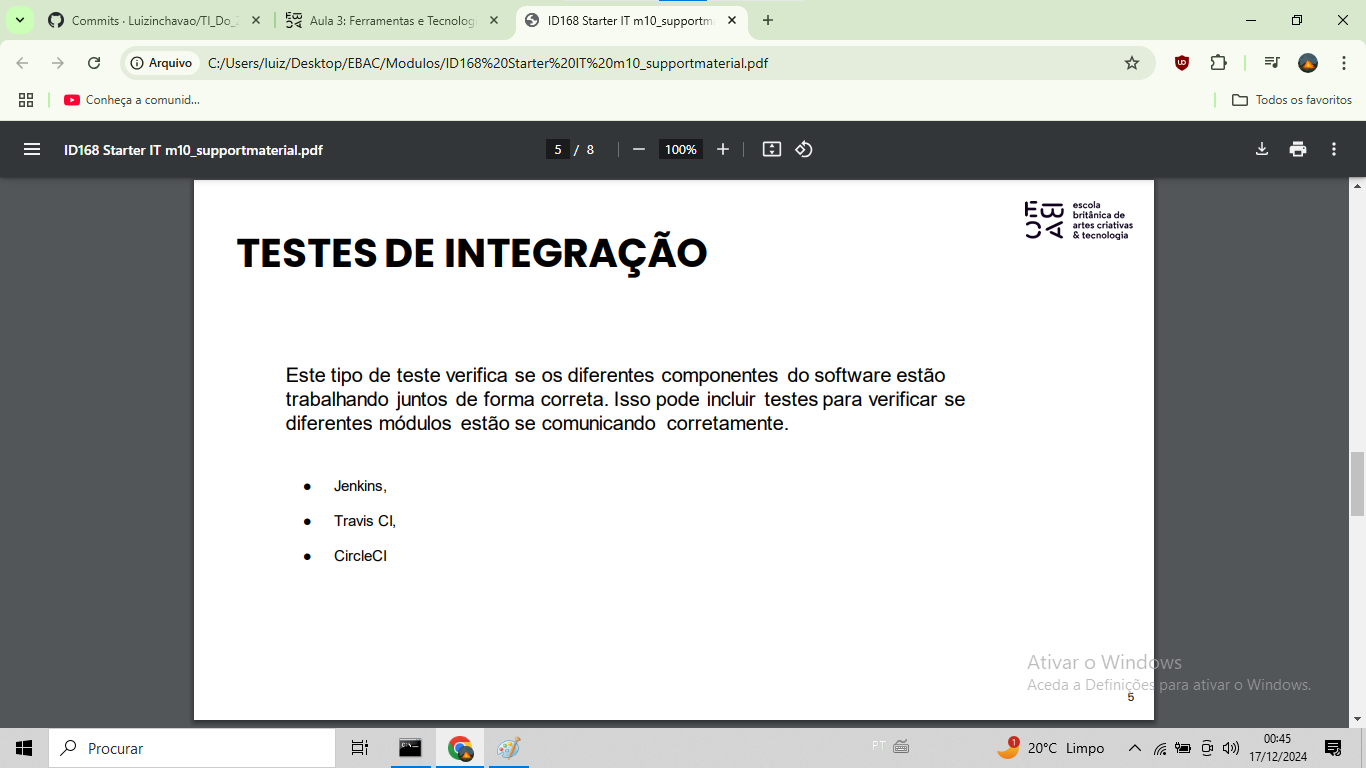 Commits · Luizinchavao/TI_Do_
Aula 3: Ferramentas e Tecnologi
ID168 Starter IT m10_supportm
Arquivo
C:/Users/luiz/Desktop/EBAC/Modulos/ID168%20Starter%20IT%20m10_supportmaterial.pdf
Conheça a comunid...
Todos os favoritos
ID168 Starter IT m10_supportmaterial.pdf
5 / 8
100%
escola
britânica de
artes criativas
& tecnologia
TESTES DE INTEGRAÇÃO
Este tipo de teste verifica se os diferentes componentes do software estão
trabalhando juntos de forma correta. Isso pode incluir testes para verificar se
diferentes módulos estão se comunicando corretamente.
● Jenkins,
● Travis CI,
● CircleCI
Ativar o Windows
Aceda a Definições para ativar o Windows.
5
Procurar
PT
1
20°C Limpo
00:45
17/12/2024